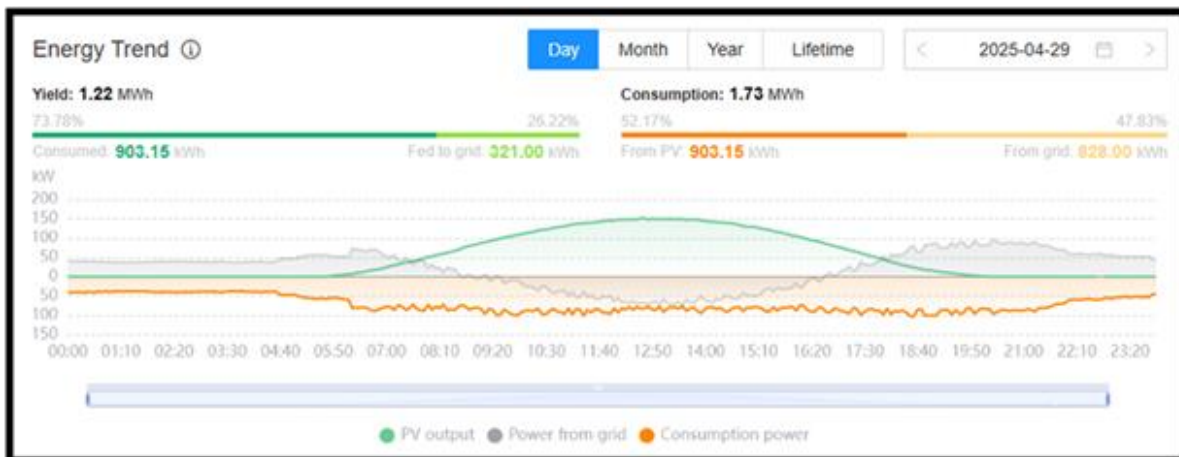 Energy Trend ⓘ Day Month Year Lifetime < 2025-04-29 >
Yield: 1.22 MWh Consumption: 1.73 MWh
73.78% 26.22% 52.17% 47.83%
Consumed: 903.15 kWh Fed to grid: 321.00 kWh From PV: 903.15 kWh From grid: 828.00 kWh
kW
200
150
100
50
0
50
100
150
00:00 01:10 02:20 03:30 04:40 05:50 07:00 08:10 09:20 10:30 11:40 12:50 14:00 15:10 16:20 17:30 18:40 19:50 21:00 22:10 23:20
PV output Power from grid Consumption power